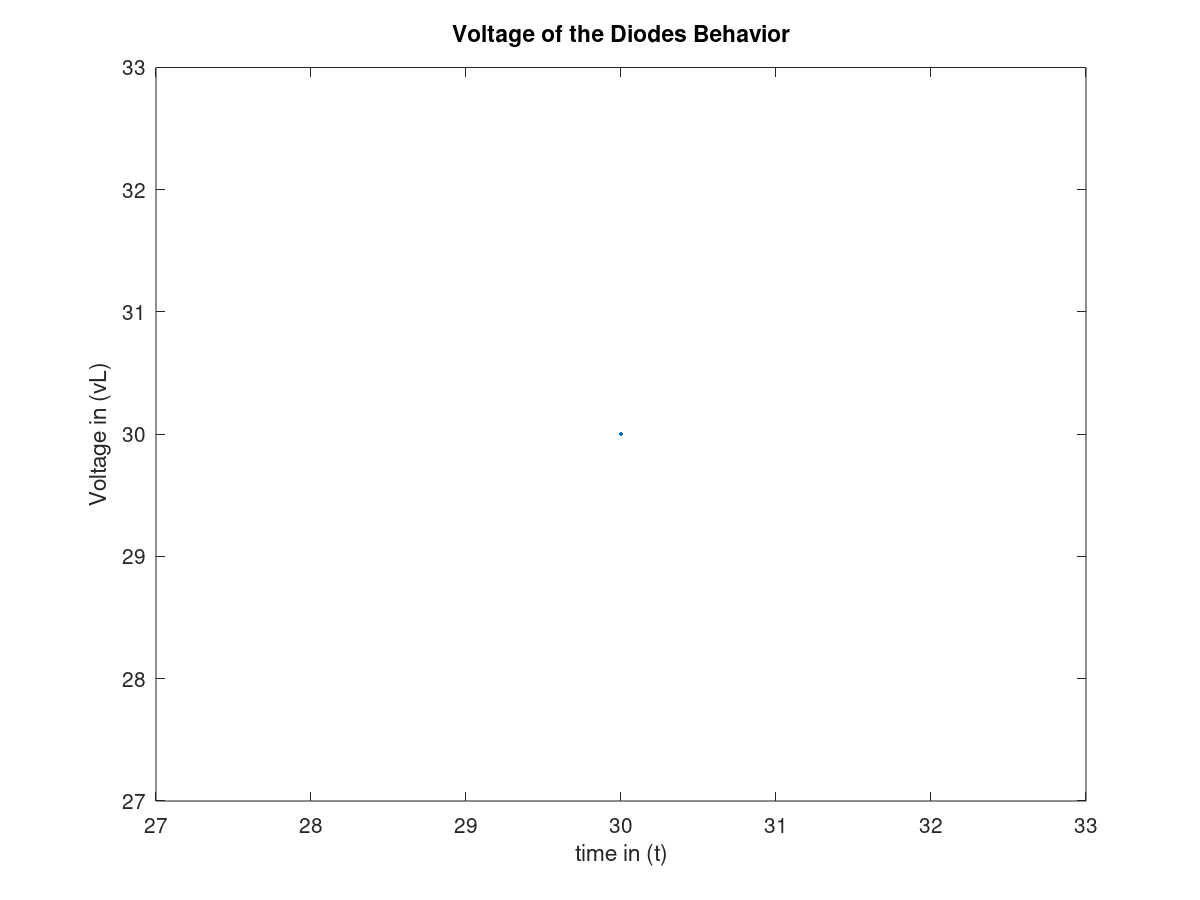 Voltage of the Diodes Behavior
33
32
31
30
29
28
27
Voltage in (vL)
27 28 29 30 31 32 33
time in (t)